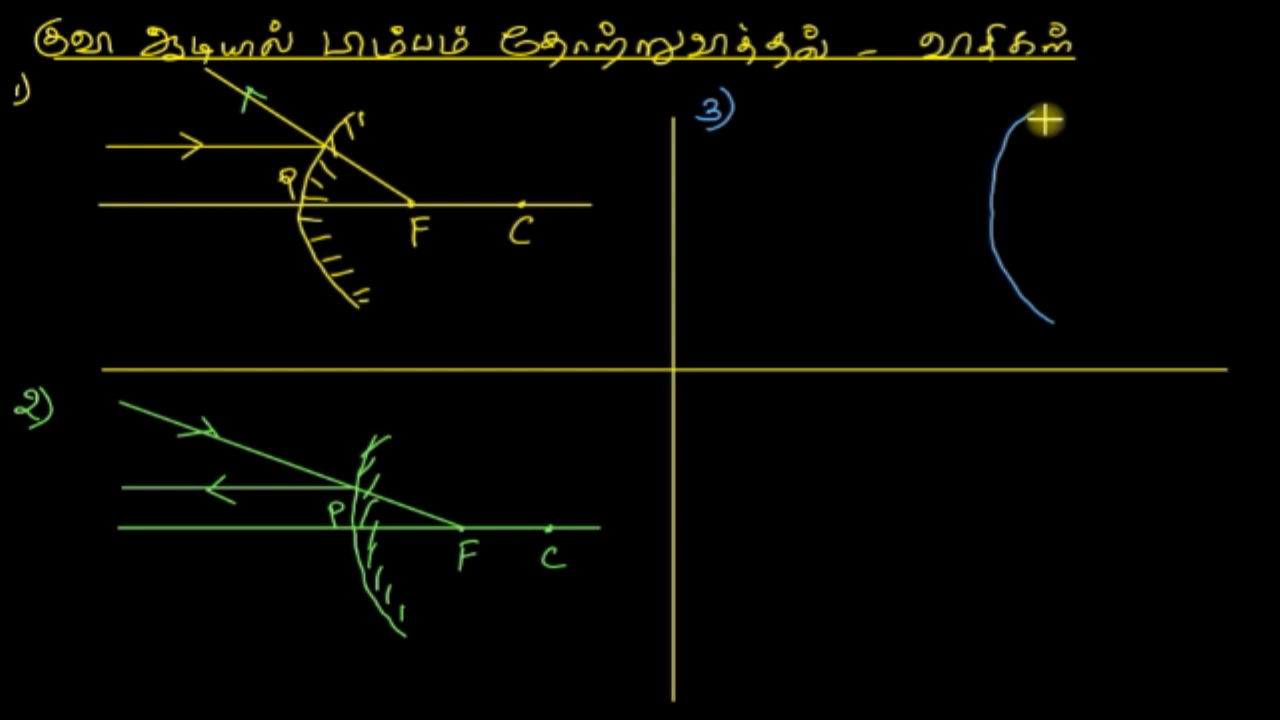 குவி ஆடியில் பிம்பம் தோற்றுவித்தல் - விதிகள்
1)
P
F C
3)
2)
P
F C